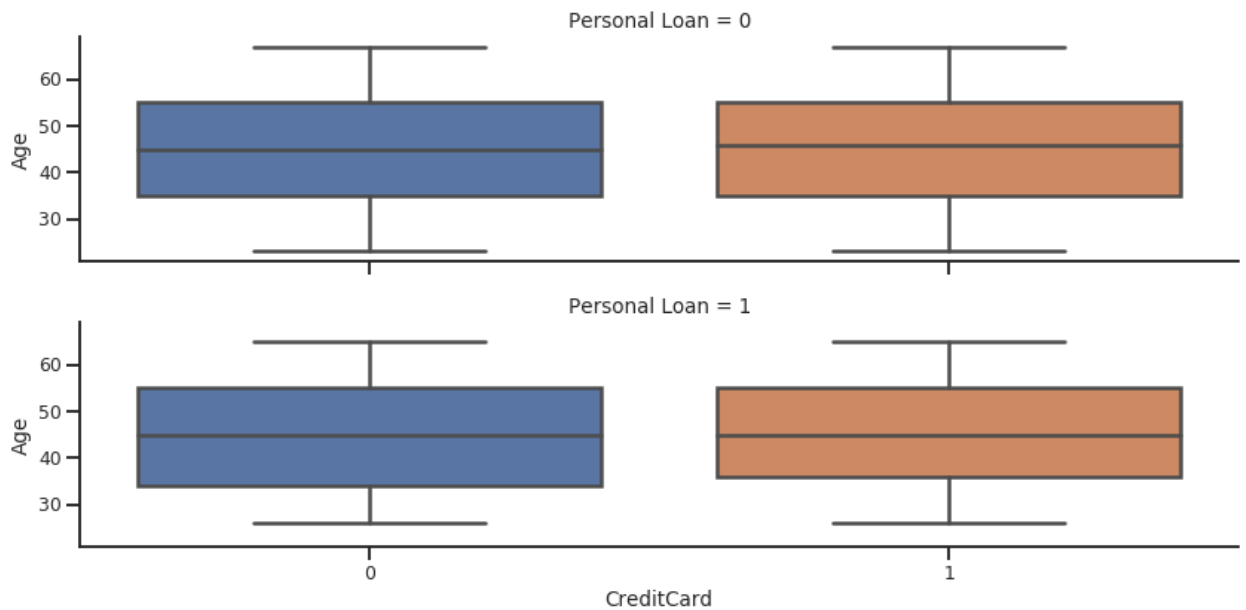 Personal Loan = 0
60
50
40
30
Age
Personal Loan = 1
60
50
40
30
Age
0 1
CreditCard